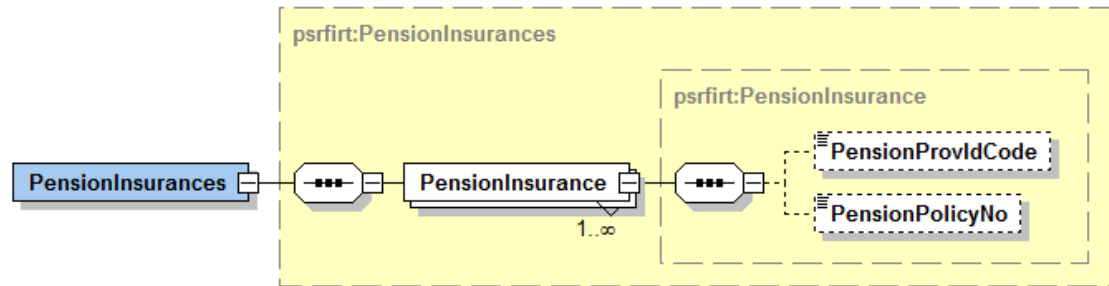 psrfirt:PensionInsurances
psrfirt:PensionInsurance
PensionProvIdCode
PensionInsurances
PensionInsurance
PensionPolicyNo
1..∞